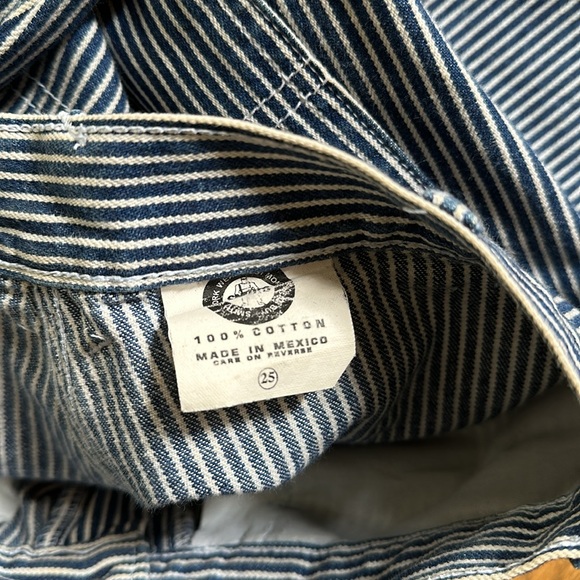 100% COTTON
MADE IN MEXICO
CARE ON REVERSE
25